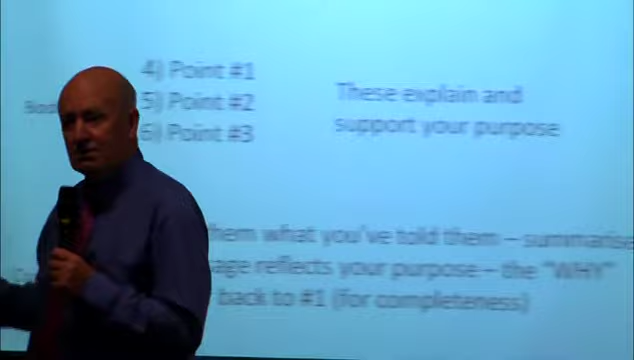 4) Point #1
5) Point #2
6) Point #3
These explain and
support your purpose
them what you've told them – summarise
age reflects your purpose – the "WHY"
back to #1 (for completeness)